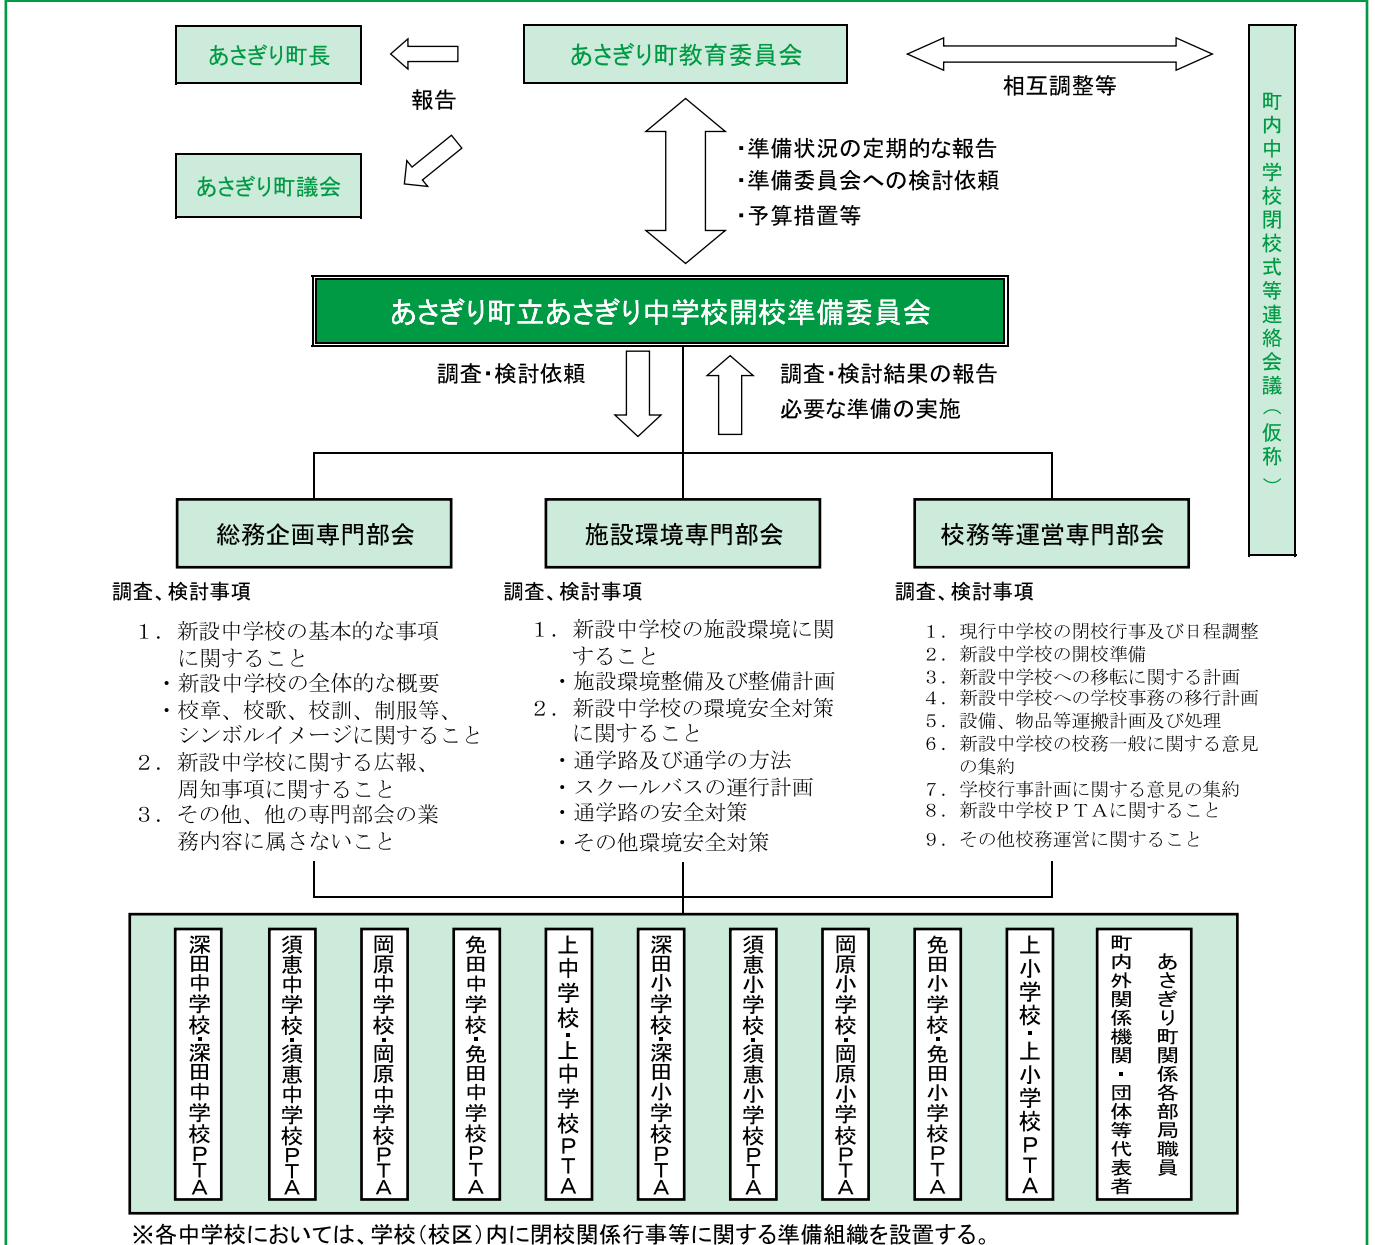 あさぎり町長
報告
あさぎり町議会
あさぎり町教育委員会
相互調整等
町内中学校閉校式等連絡会議（仮称）
・準備状況の定期的な報告
・準備委員会への検討依頼
・予算措置等
あさぎり町立あさぎり中学校開校準備委員会
調査・検討依頼
調査・検討結果の報告
必要な準備の実施
総務企画専門部会
調査、検討事項
１．新設中学校の基本的な事項
に関すること
・新設中学校の全体的な概要
・校章、校歌、校訓、制服等、
シンボルイメージに関すること
２．新設中学校に関する広報、
周知事項に関すること
３．その他、他の専門部会の業
務内容に属さないこと
施設環境専門部会
調査、検討事項
１．新設中学校の施設環境に関
すること
・施設環境整備及び整備計画
２．新設中学校の環境安全対策
に関すること
・通学路及び通学の方法
・スクールバスの運行計画
・通学路の安全対策
・その他環境安全対策
校務等運営専門部会
調査、検討事項
１．現行中学校の閉校行事及び日程調整
２．新設中学校の開校準備
３．新設中学校への移転に関する計画
４．新設中学校への学校事務の移行計画
５．設備、物品等運搬計画及び処理
６．新設中学校の校務一般に関する意見
の集約
７．学校行事計画に関する意見の集約
８．新設中学校ＰＴＡに関すること
９．その他校務運営に関すること
深田中学校・深田中学校ＰＴＡ
須恵中学校・須恵中学校ＰＴＡ
岡原中学校・岡原中学校ＰＴＡ
免田中学校・免田中学校ＰＴＡ
上中学校・上中学校ＰＴＡ
深田小学校・深田小学校ＰＴＡ
須恵小学校・須恵小学校ＰＴＡ
岡原小学校・岡原小学校ＰＴＡ
免田小学校・免田小学校ＰＴＡ
上小学校・上小学校ＰＴＡ
あさぎり町関係各部局職員
町内外関係機関・団体等代表者
※各中学校においては、学校（校区）内に閉校関係行事等に関する準備組織を設置する。